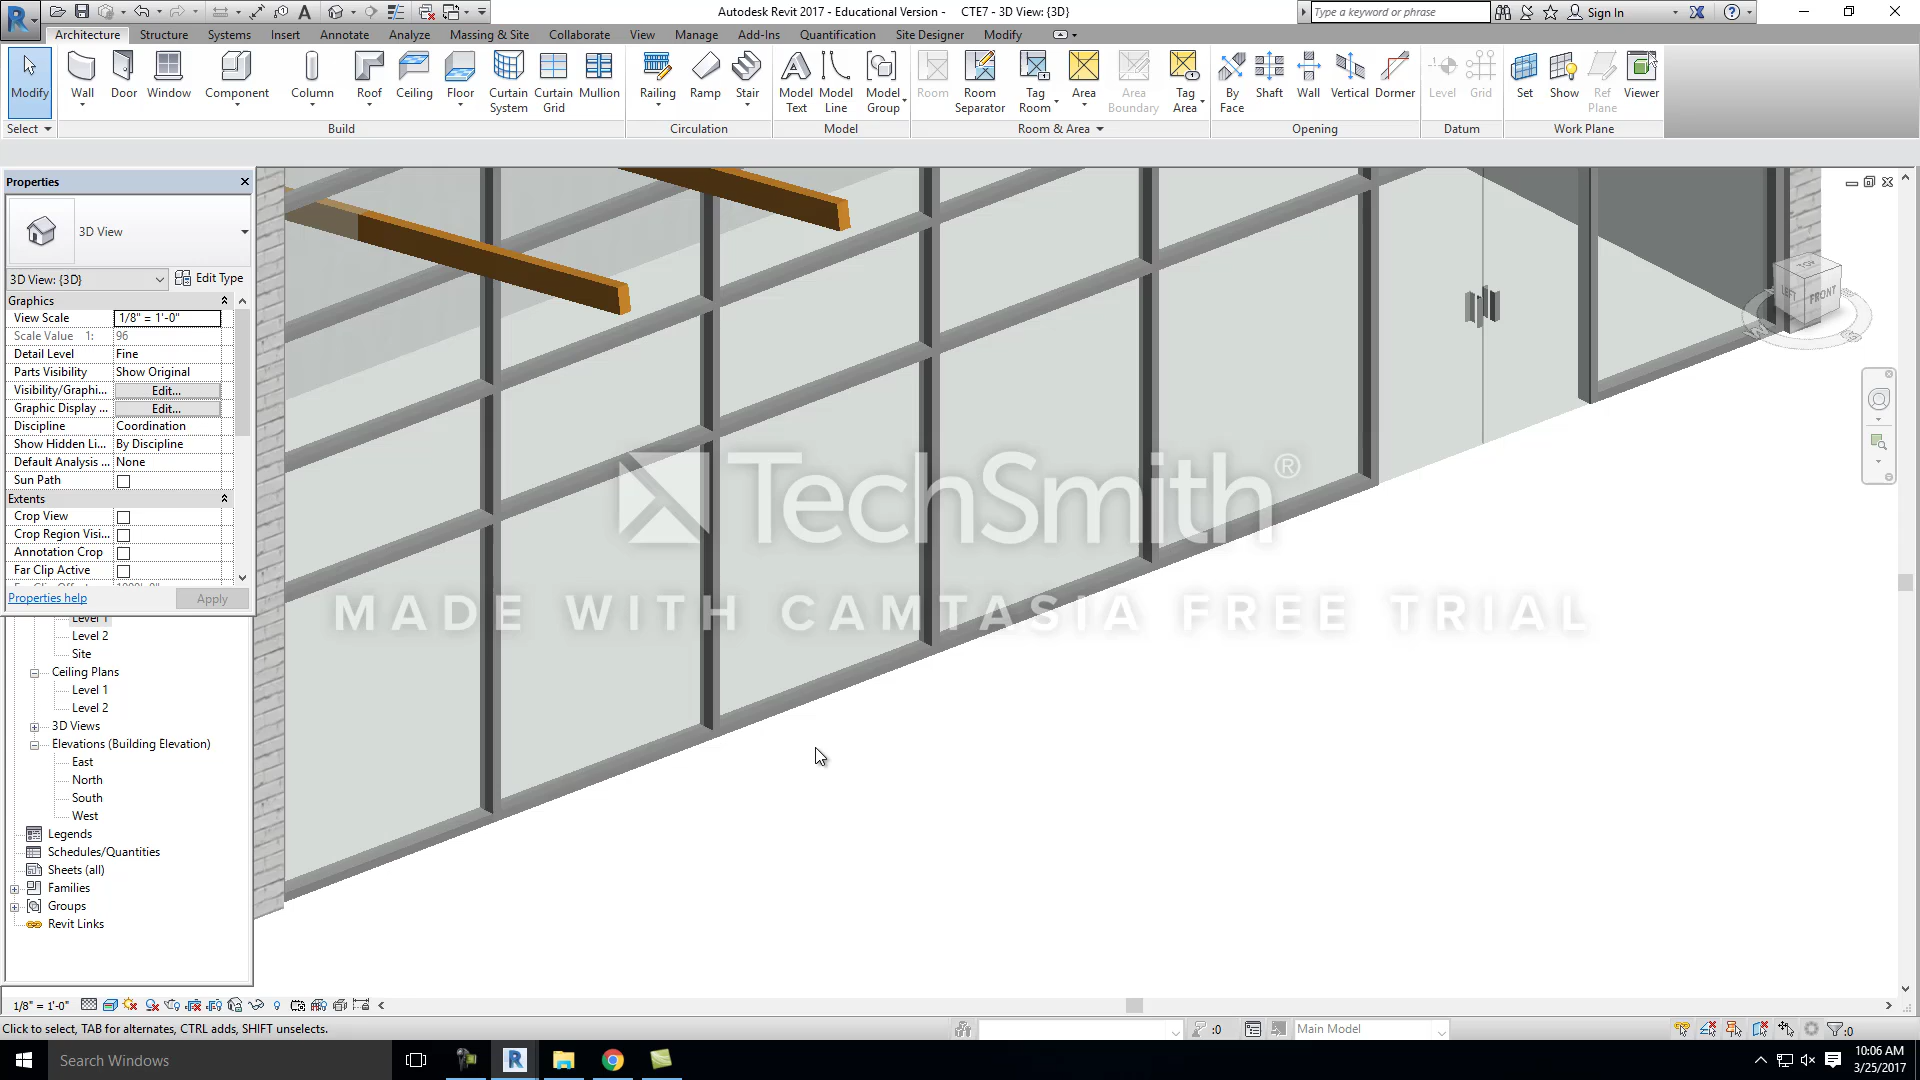 Autodesk Revit 2017 - Educational Version - CTE7 - 3D View: {3D}
Type a keyword or phrase
Sign In
Architecture Structure Systems Insert Annotate Analyze Massing & Site Collaborate View Manage Add-Ins Quantification Site Designer Modify
Modify Wall Door Window Component Column Roof Ceiling Floor Curtain System Curtain Grid Mullion Railing Ramp Stair Model Text Model Line Model Group Room Room Separator Tag Room Area Area Boundary Tag Area By Face Shaft Wall Vertical Dormer Level Grid Set Show Ref Plane Viewer
Select Build Circulation Model Room & Area Opening Datum Work Plane
Properties
3D View
3D View: {3D} Edit Type
Graphics
View Scale 1/8" = 1'-0"
Scale Value 1: 96
Detail Level Fine
Parts Visibility Show Original
Visibility/Graphi... Edit...
Graphic Display ... Edit...
Discipline Coordination
Show Hidden Li... By Discipline
Default Analysis ... None
Sun Path
Extents
Crop View
Crop Region Visi...
Annotation Crop
Far Clip Active
Properties help Apply
Level 1
Level 2
Site
Ceiling Plans
Level 1
Level 2
3D Views
Elevations (Building Elevation)
East
North
South
West
Legends
Schedules/Quantities
Sheets (all)
Families
Groups
Revit Links
TOP
LEFT FRONT
TechSmith®
MADE WITH CAMTASIA FREE TRIAL
1/8" = 1'-0"
Click to select, TAB for alternates, CTRL adds, SHIFT unselects.
:0
Main Model
:0
Search Windows
10:06 AM
3/25/2017